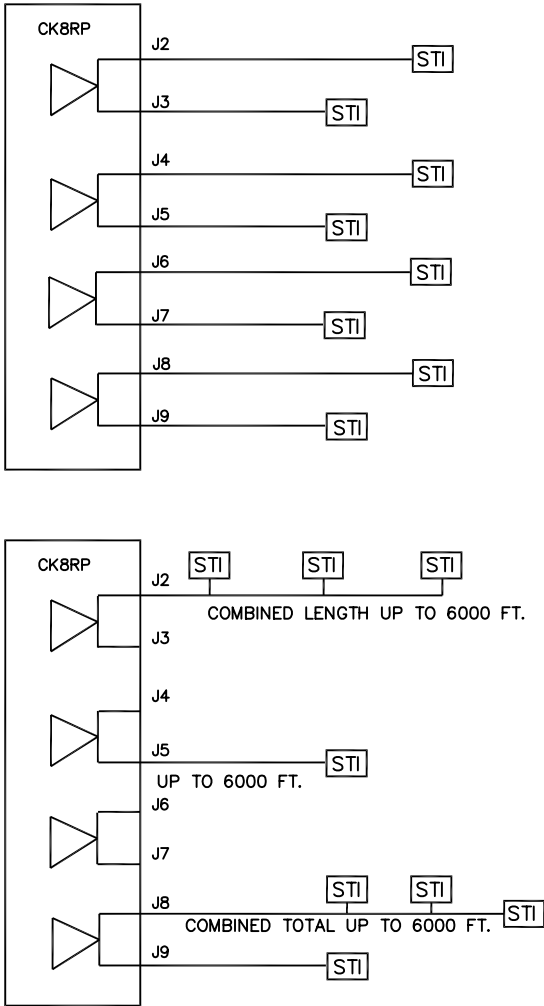 CK8RP
J2
STI
J3
STI
J4
STI
J5
STI
J6
STI
J7
STI
J8
STI
J9
STI
CK8RP
STI STI STI
J2
COMBINED LENGTH UP TO 6000 FT.
J3
J4
J5
STI
UP TO 6000 FT.
J6
J7
STI STI
J8
STI
COMBINED TOTAL UP TO 6000 FT.
J9
STI